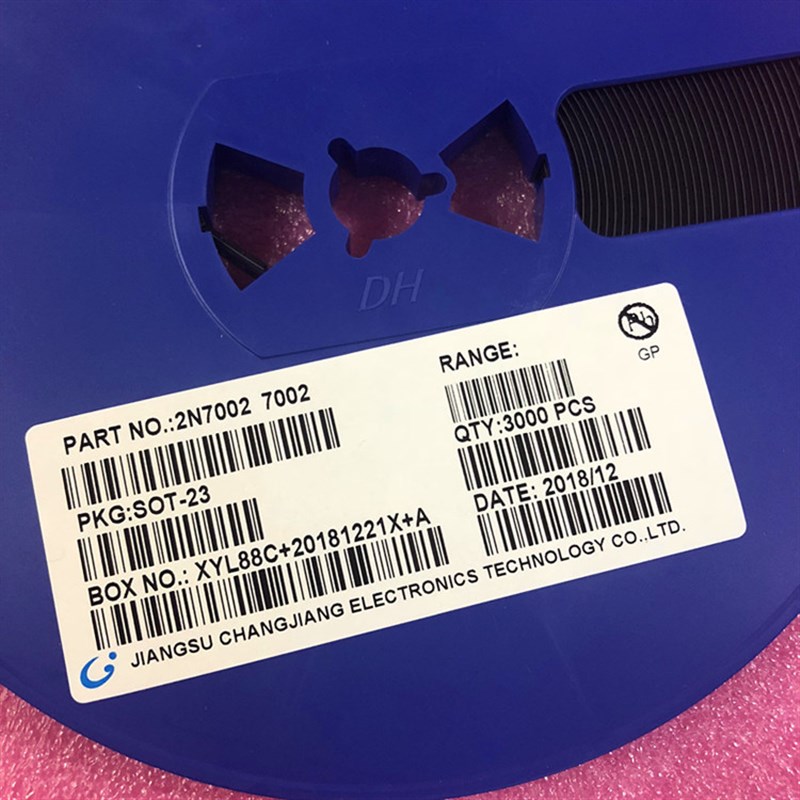 DH
PART NO.:2N7002 7002
PKG:SOT-23
BOX NO.: XYL88C+20181221X+A
RANGE:
QTY:3000 PCS
DATE: 2018/12
Pb
GP
JIANGSU CHANGJIANG ELECTRONICS TECHNOLOGY CO.,LTD.